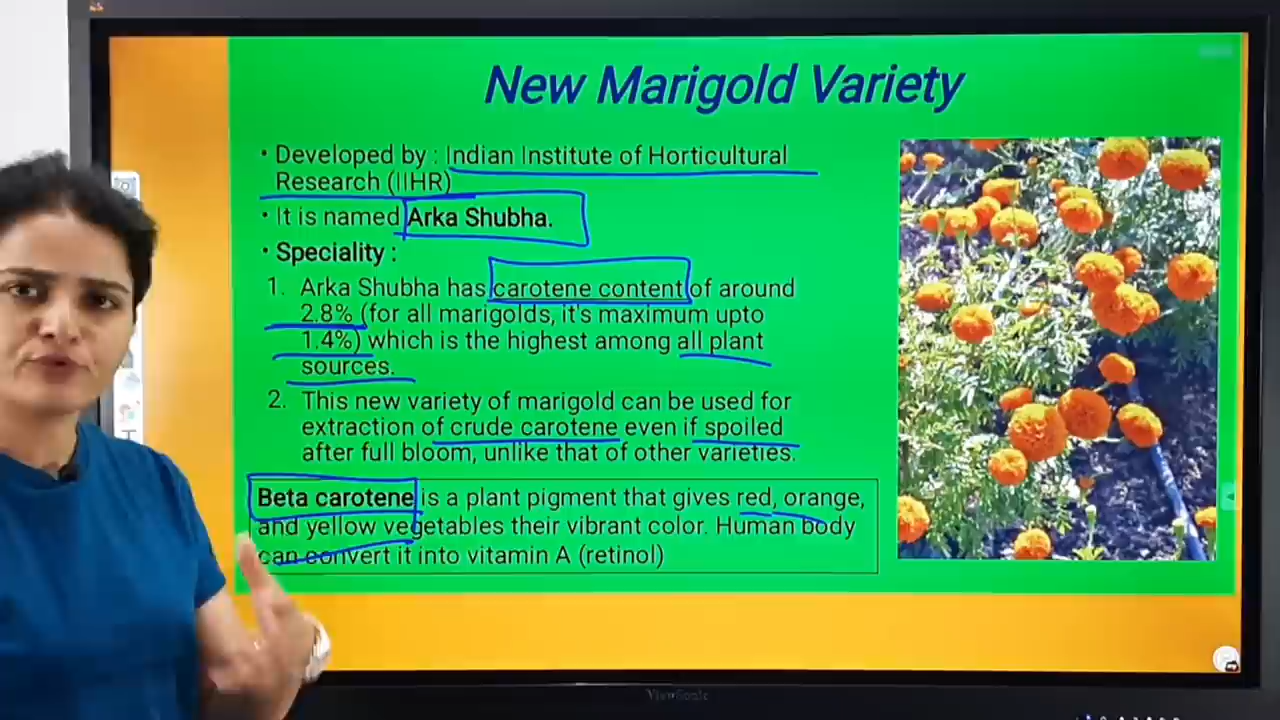 New Marigold Variety
• Developed by : Indian Institute of Horticultural
Research (IIHR)
• It is named Arka Shubha.
• Speciality :
1. Arka Shubha has carotene content of around
2.8% (for all marigolds, it's maximum upto
1.4%) which is the highest among all plant
sources.
2. This new variety of marigold can be used for
extraction of crude carotene even if spoiled
after full bloom, unlike that of other varieties.
Beta carotene is a plant pigment that gives red, orange,
and yellow vegetables their vibrant color. Human body
can convert it into vitamin A (retinol)
ViewSonic